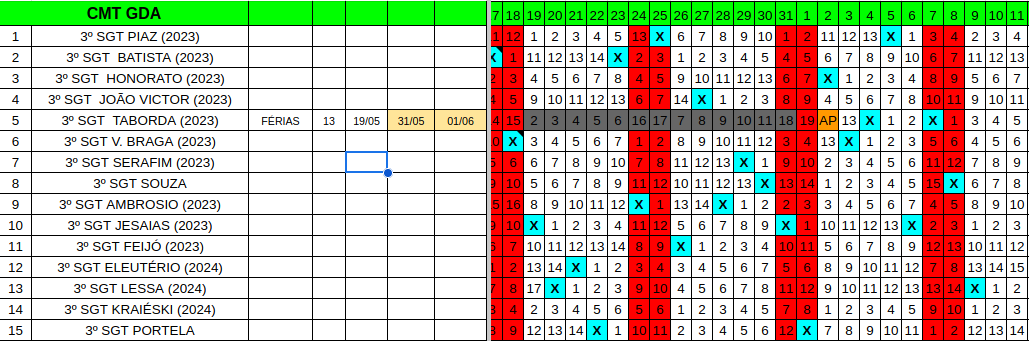 CMT GDA 7 18 19 20 21 22 23 24 25 26 27 28 29 30 31 1 2 3 4 5 6 7 8 9 10 11
1 3º SGT PIAZ (2023) 1 12 1 2 3 4 5 13 X 6 7 8 9 10 1 2 11 12 13 X 1 3 4 2 3 4
2 3º SGT BATISTA (2023) X 1 11 12 13 14 X 2 3 1 2 3 4 5 4 5 6 7 8 9 10 6 7 11 12 13
3 3º SGT HONORATO (2023) 2 3 4 5 6 7 8 4 5 9 10 11 12 13 6 7 X 1 2 3 4 8 9 5 6 7
4 3º SGT JOÃO VICTOR (2023) 4 5 9 10 11 12 13 6 7 14 X 1 2 3 8 9 4 5 6 7 8 10 11 9 10 11
5 3º SGT TABORDA (2023) FÉRIAS 13 19/05 31/05 01/06 4 15 2 3 4 5 6 16 17 7 8 9 10 11 18 19 AP 13 X 1 2 X 1 3 4 5
6 3º SGT V. BRAGA (2023) 0 X 3 4 5 6 7 1 2 8 9 10 11 12 3 4 13 X 1 2 3 5 6 4 5 6
7 3º SGT SERAFIM (2023) 5 6 6 7 8 9 10 7 8 11 12 13 X 1 9 10 2 3 4 5 6 11 12 7 8 9
8 3º SGT SOUZA 9 10 5 6 7 8 9 11 12 10 11 12 13 X 13 14 1 2 3 4 5 15 X 6 7 8
9 3º SGT AMBROSIO (2023) 5 16 8 9 10 11 12 X 1 13 14 X 1 2 2 3 3 4 5 6 7 4 5 8 9 10
10 3º SGT JESAIAS (2023) 9 10 X 1 2 3 4 11 12 5 6 7 8 9 X 1 10 11 12 13 X 2 3 1 2 3
11 3º SGT FEIJÓ (2023) 6 7 10 11 12 13 14 8 9 X 1 2 3 4 10 11 5 6 7 8 9 12 13 10 11 12
12 3º SGT ELEUTÉRIO (2024) 1 2 13 14 X 1 2 3 4 3 4 5 6 7 5 6 8 9 10 11 12 7 8 13 14 15
13 3º SGT LESSA (2024) 7 8 17 X 1 2 3 9 10 4 5 6 7 8 11 12 9 10 11 12 13 13 14 X 1 2
14 3º SGT KRAIÉSKI (2024) 3 4 2 3 4 5 6 5 6 1 2 3 4 5 7 8 6 7 8 9 10 9 10 1 2 3
15 3º SGT PORTELA 8 9 12 13 14 X 1 10 11 2 3 4 5 6 12 X 7 8 9 10 11 1 2 12 13 14